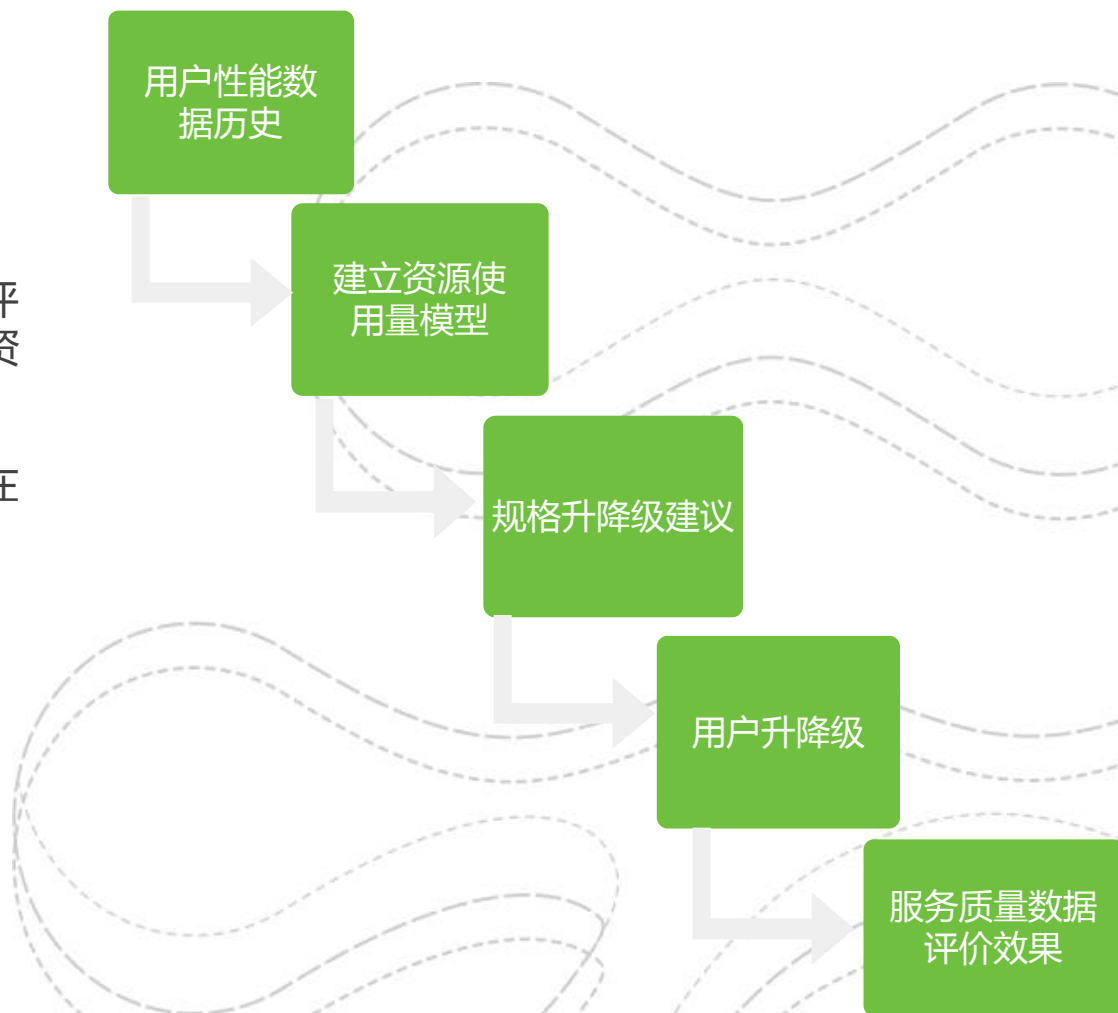 用户性能数
据历史
建立资源使
用量模型
规格升降级建议
用户升降级
服务质量数据
评价效果